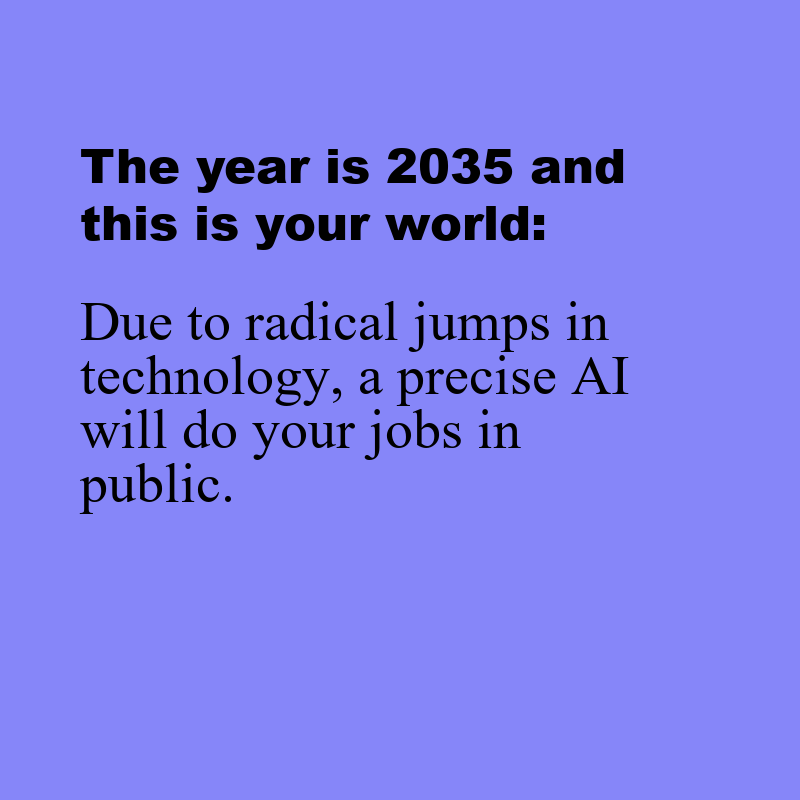 The year is 2035 and
this is your world:
Due to radical jumps in
technology, a precise AI
will do your jobs in
public.